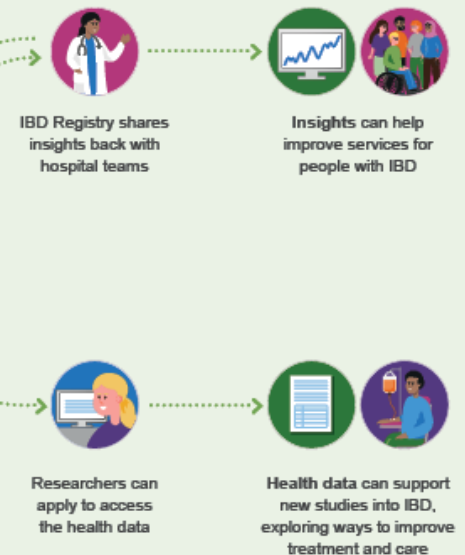 IBD Registry shares
insights back with
hospital teams
Insights can help
improve services for
people with IBD
Researchers can
apply to access
the health data
Health data can support
new studies into IBD,
exploring ways to improve
treatment and care